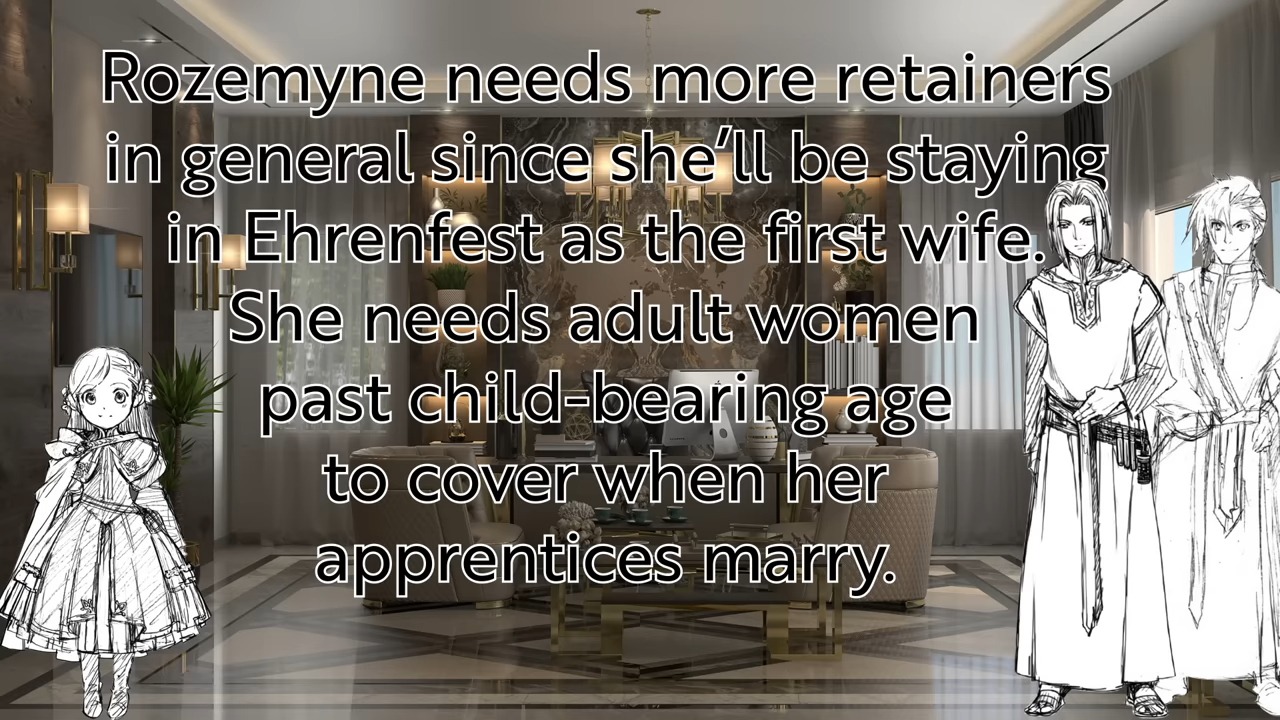 Rozemyne needs more retainers
in general since she’ll be staying
in Ehrenfest as the first wife.
She needs adult women
past child-bearing age
to cover when her
apprentices marry.